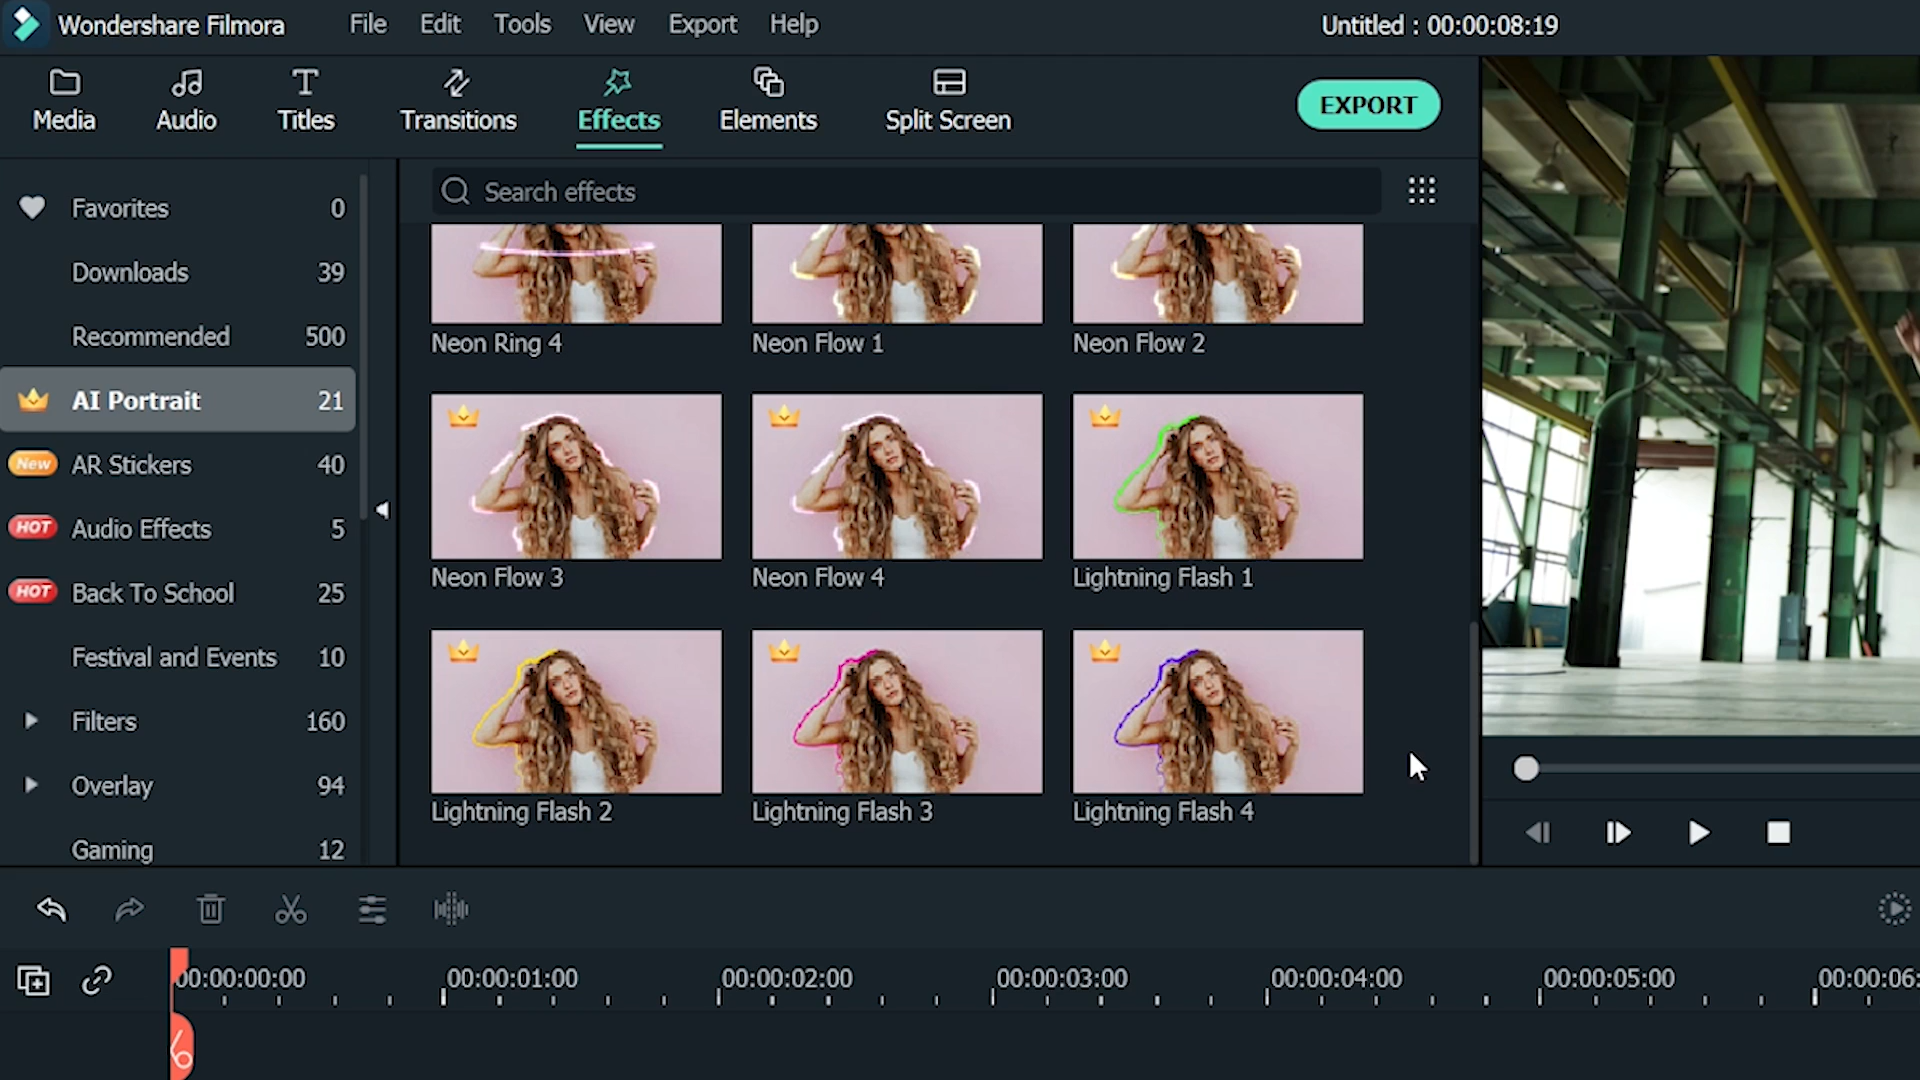 Wondershare Filmora File Edit Tools View Export Help Untitled : 00:00:08:19
Media Audio Titles Transitions Effects Elements Split Screen EXPORT
Search effects
Favorites 0
Downloads 39
Recommended 500
AI Portrait 21
New AR Stickers 40
HOT Audio Effects 5
HOT Back To School 25
Festival and Events 10
Filters 160
Overlay 94
Gaming 12
Neon Ring 4 Neon Flow 1 Neon Flow 2
Neon Flow 3 Neon Flow 4 Lightning Flash 1
Lightning Flash 2 Lightning Flash 3 Lightning Flash 4
00:00:00:00 00:00:01:00 00:00:02:00 00:00:03:00 00:00:04:00 00:00:05:00 00:00:06: